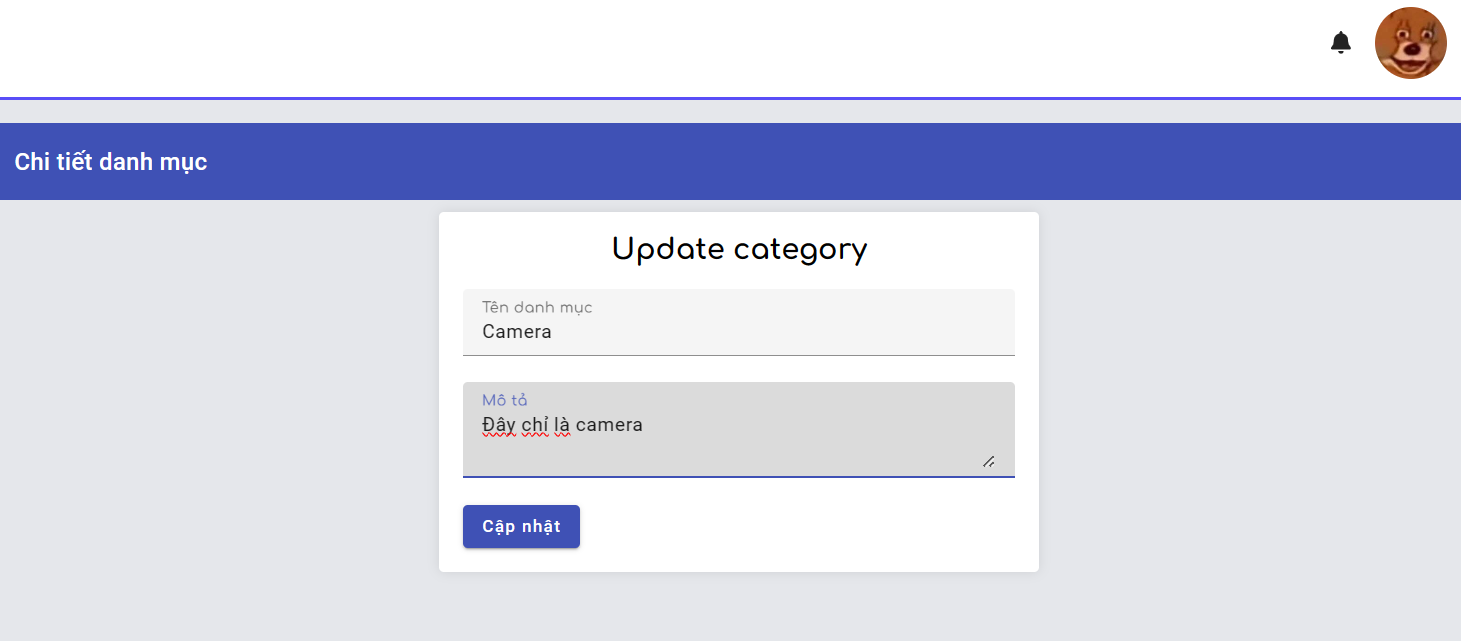 Chi tiết danh mục
Update category
Tên danh mục
Camera
Mô tả
Đây chỉ là camera
Cập nhật